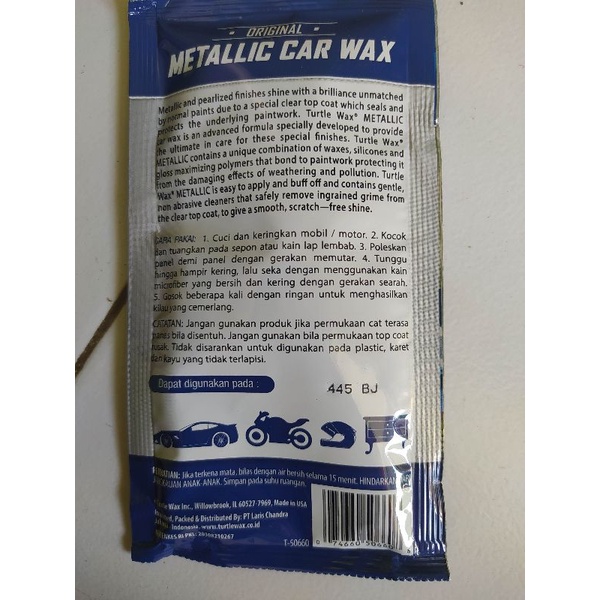 ORIGINAL
METALLIC CAR WAX
Metallic and pearlized finishes shine with a brilliance unmatched
by normal paints due to a special clear top coat which seals and
protects the underlying paintwork. Turtle Wax® METALLIC
car wax is an advanced formula specially developed to provide
the ultimate in care for these special finishes. Turtle Wax®
METALLIC contains a unique combination of waxes, silicones and
gloss maximizing polymers that bond to paintwork protecting it
from the damaging effects of weathering and pollution. Turtle
Wax® METALLIC is easy to apply and buff off and contains gentle,
non abrasive cleaners that safely remove ingrained grime from
the clear top coat, to give a smooth, scratch—free shine.
CARA PAKAI: 1. Cuci dan keringkan mobil / motor. 2. Kocok
dan tuangkan pada sepon atau kain lap lembab. 3. Poleskan
panel demi panel dengan gerakan memutar. 4. Tunggu
hingga hampir kering, lalu seka dengan menggunakan kain
microfiber yang bersih dan kering dengan gerakan searah.
5. Gosok beberapa kali dengan ringan untuk menghasilkan
kilau yang cemerlang.
CATATAN: Jangan gunakan produk jika permukaan cat terasa
panas bila disentuh. Jangan gunakan bila permukaan top coat
rusak. Tidak disarankan untuk digunakan pada plastic, karet
dan kayu yang tidak terlapisi.
Dapat digunakan pada :
445 BJ
Jika terkena mata, bilas dengan air bersih selama 15 menit. HINDARKAN
ANAK-ANAK. Simpan pada suhu ruangan.
Turtle Wax Inc., Willowbrook, IL 60527-7969, Made in USA
Packed & Distributed By: PT Laris Chandra
Indonesia. www.turtlewax.co.id
T-50660